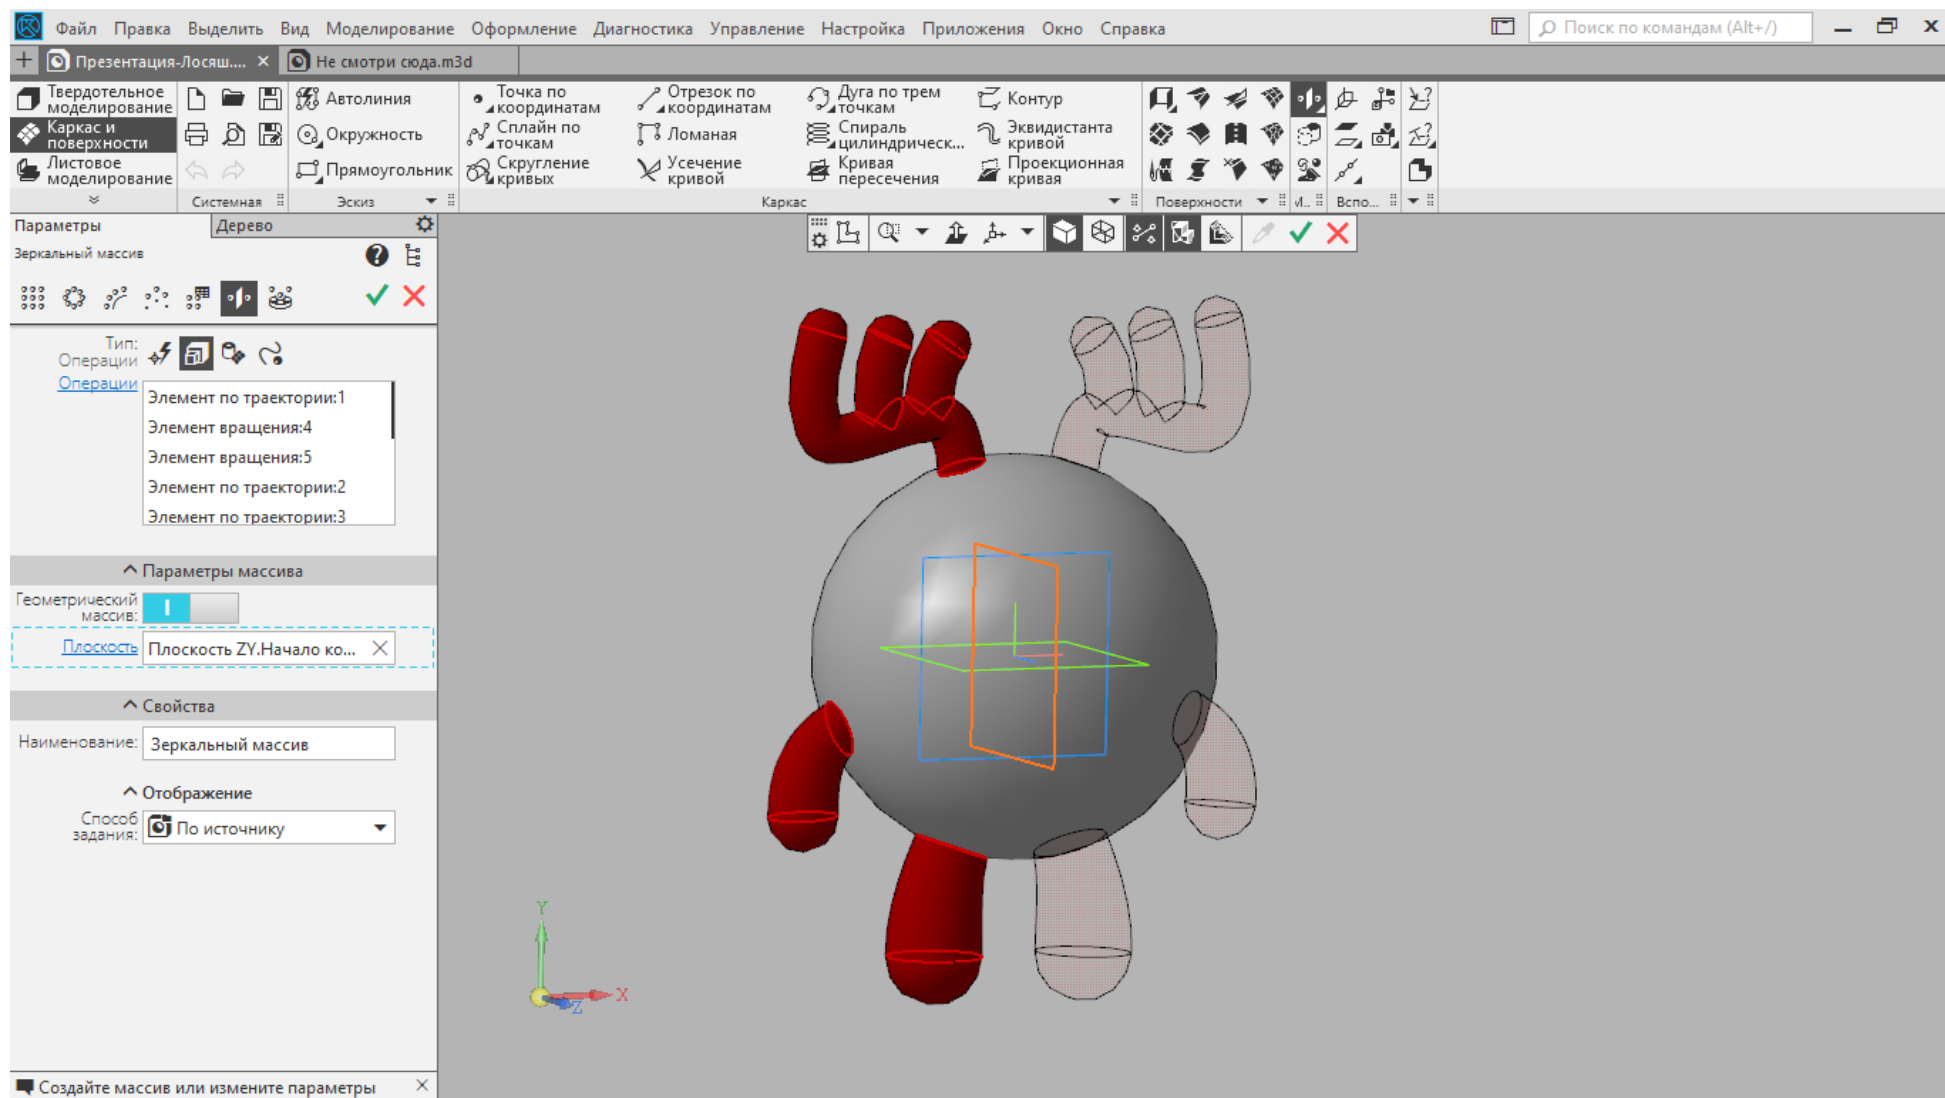 Файл Правка Выделить Вид Моделирование Оформление Диагностика Управление Настройка Приложения Окно Справка
Поиск по командам (Alt+/)
Презентация-Лосяш....
Не смотри сюда.m3d
Твердотельное
моделирование
Каркас и
поверхности
Листовое
моделирование
Системная
Автолиния
Окружность
Прямоугольник
Эскиз
Точка по
координатам
Сплайн по
точкам
Скругление
кривых
Отрезок по
координатам
Ломаная
Усечение
кривой
Дуга по трем
точкам
Спираль
цилиндрическ...
Кривая
пересечения
Контур
Эквидистанта
кривой
Проекционная
кривая
Каркас
Поверхности
И..
Вспо...
Параметры
Дерево
Зеркальный массив
Тип:
Операции
Операции
Элемент по траектории:1
Элемент вращения:4
Элемент вращения:5
Элемент по траектории:2
Элемент по траектории:3
Параметры массива
Геометрический
массив:
Плоскость
Плоскость ZY.Начало ко...
Свойства
Наименование:
Зеркальный массив
Отображение
Способ
задания:
По источнику
Y
X
Z
Создайте массив или измените параметры